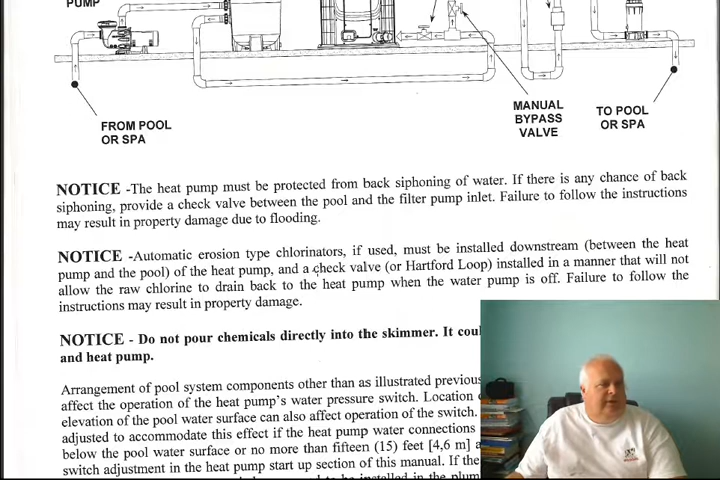 PUMP
FROM POOL
OR SPA
MANUAL
BYPASS
VALVE
TO POOL
OR SPA
NOTICE -The heat pump must be protected from back siphoning of water. If there is any chance of back
siphoning, provide a check valve between the pool and the filter pump inlet. Failure to follow the instructions
may result in property damage due to flooding.
NOTICE -Automatic erosion type chlorinators, if used, must be installed downstream (between the heat
pump and the pool) of the heat pump, and a check valve (or Hartford Loop) installed in a manner that will not
allow the raw chlorine to drain back to the heat pump when the water pump is off. Failure to follow the
instructions may result in property damage.
NOTICE - Do not pour chemicals directly into the skimmer. It
and heat pump.
Arrangement of pool system components other than as illustrated
affect the operation of the heat pump's water pressure switch. Location
elevation of the pool water surface can also affect operation of the switch.
adjusted to accommodate this effect if the heat pump water connections
below the pool water surface or no more than fifteen (15) feet [4,6 m]
switch adjustment in the heat pump start up section of this manual. If the